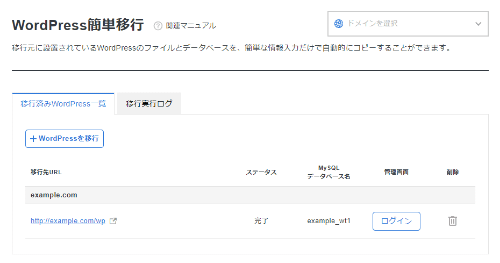 WordPress簡単移行
関連マニュアル
ドメインを選択
移行元に設置されているWordPressのファイルとデータベースを、簡単な情報入力だけで自動的にコピーすることができます。
移行済みWordPress一覧
移行実行ログ
+WordPressを移行
移行先URL
ステータス
MySQL
データベース名
管理画面
削除
example.com
http://example.com/wp
完了
example_wt1
ログイン